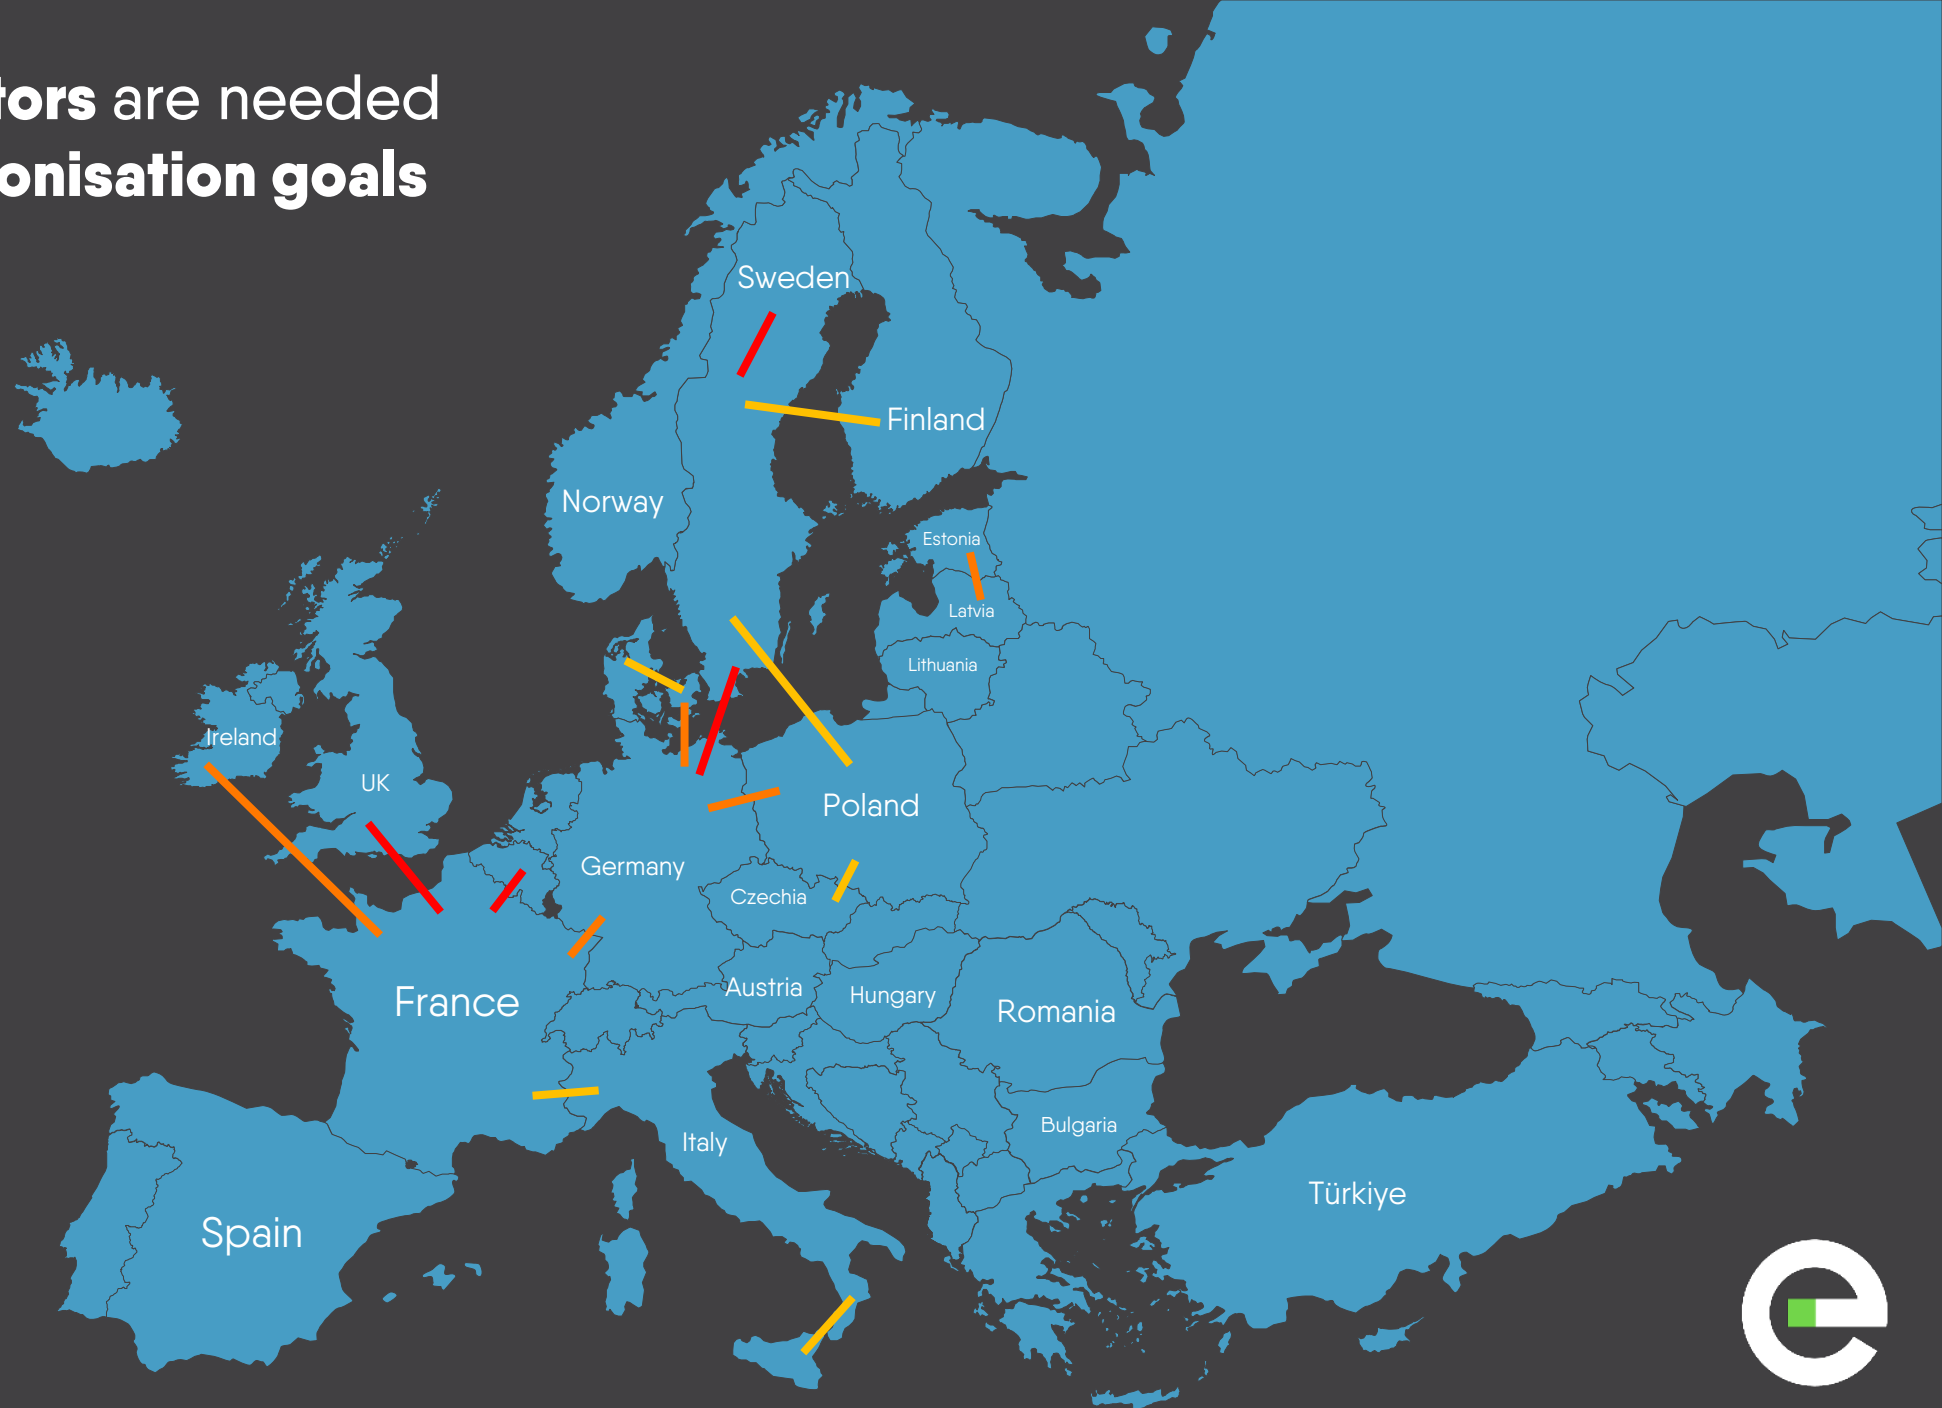 tors are needed
onisation goals
Sweden
Finland
Norway
Estonia
Latvia
Lithuania
Ireland
UK
Poland
Germany
Czechia
Austria
Hungary
France
Romania
Bulgaria
Italy
Türkiye
Spain